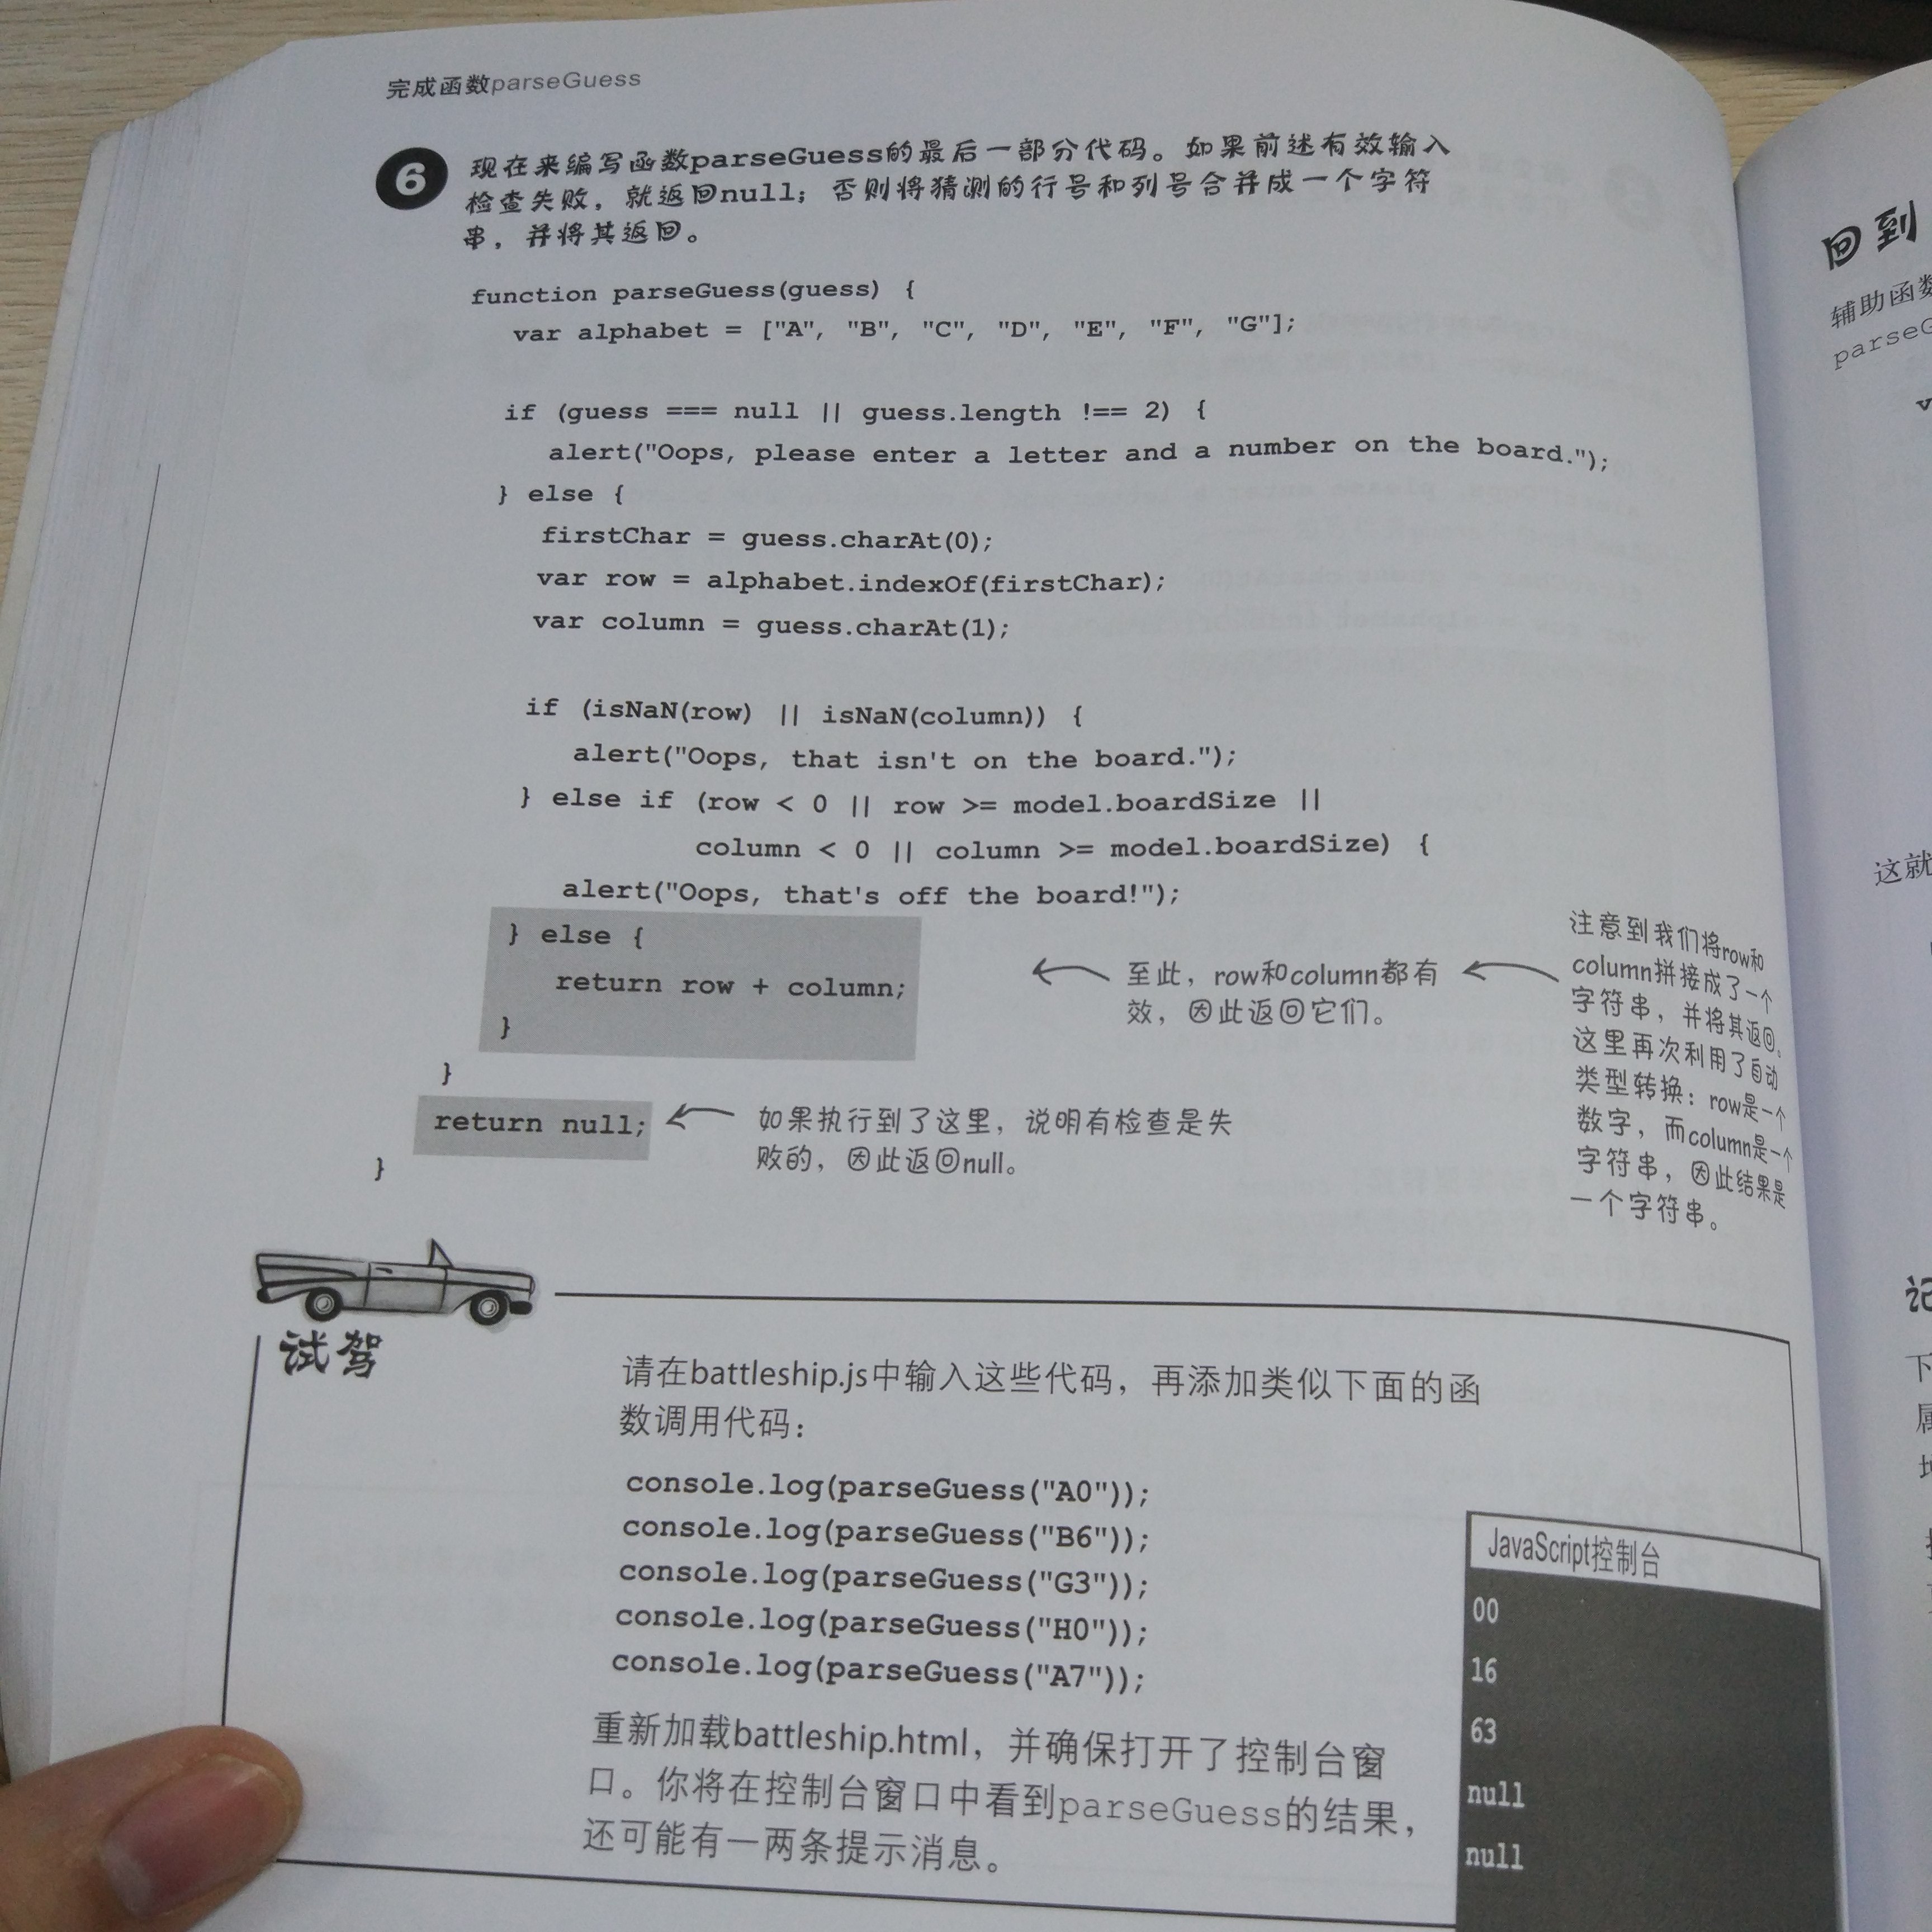 完成函数parseGuess
6
现在来编写函数parseGuess的最后一部分代码。如果前述有效输入
检查失败，就返回null；否则将猜测的行号和列号合并成一个字符
串，并将其返回。
function parseGuess(guess) {
var alphabet = ["A", "B", "C", "D", "E", "F", "G"];
if (guess === null || guess.length !== 2) {
alert("Oops, please enter a letter and a number on the board.");
} else {
firstChar = guess.charAt(0);
var row = alphabet.indexOf(firstChar);
var column = guess.charAt(1);
if (isNaN(row) || isNaN(column)) {
alert("Oops, that isn't on the board.");
} else if (row < 0 || row >= model.boardSize ||
column < 0 || column >= model.boardSize) {
alert("Oops, that's off the board!");
} else {
return row + column;
}
}
return null;
}
至此，row和column都有
效，因此返回它们。
注意到我们将row和
column拼接成了一个
字符串，并将其返回。
这里再次利用了自动
类型转换：row是一个
数字，而column是一个
字符串，因此结果是
一个字符串。
如果执行到了这里，说明有检查是失
败的，因此返回null。
试驾
请在battleship.js中输入这些代码，再添加类似下面的函
数调用代码：
console.log(parseGuess("A0"));
console.log(parseGuess("B6"));
console.log(parseGuess("G3"));
console.log(parseGuess("H0"));
console.log(parseGuess("A7"));
重新加载battleship.html，并确保打开了控制台窗
口。你将在控制台窗口中看到parseGuess的结果，
还可能有一两条提示消息。
JavaScript控制台
00
16
63
null
null
回到
辅助函数
parseG
这就